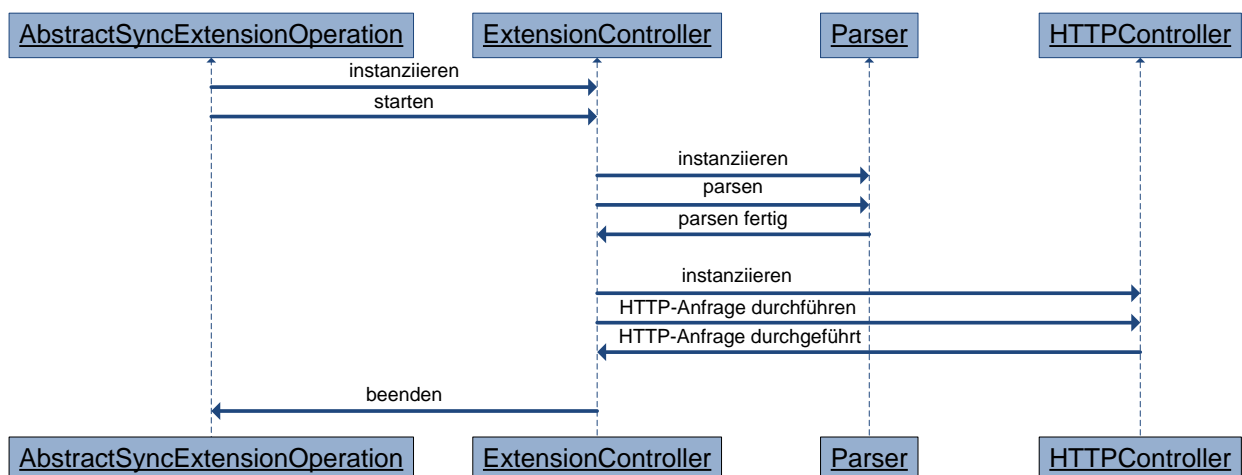 AbstractSyncExtensionOperation
ExtensionController
Parser
HTTPController
instanziieren
starten
instanziieren
parsen
parsen fertig
instanziieren
HTTP-Anfrage durchführen
HTTP-Anfrage durchgeführt
beenden
AbstractSyncExtensionOperation
ExtensionController
Parser
HTTPController